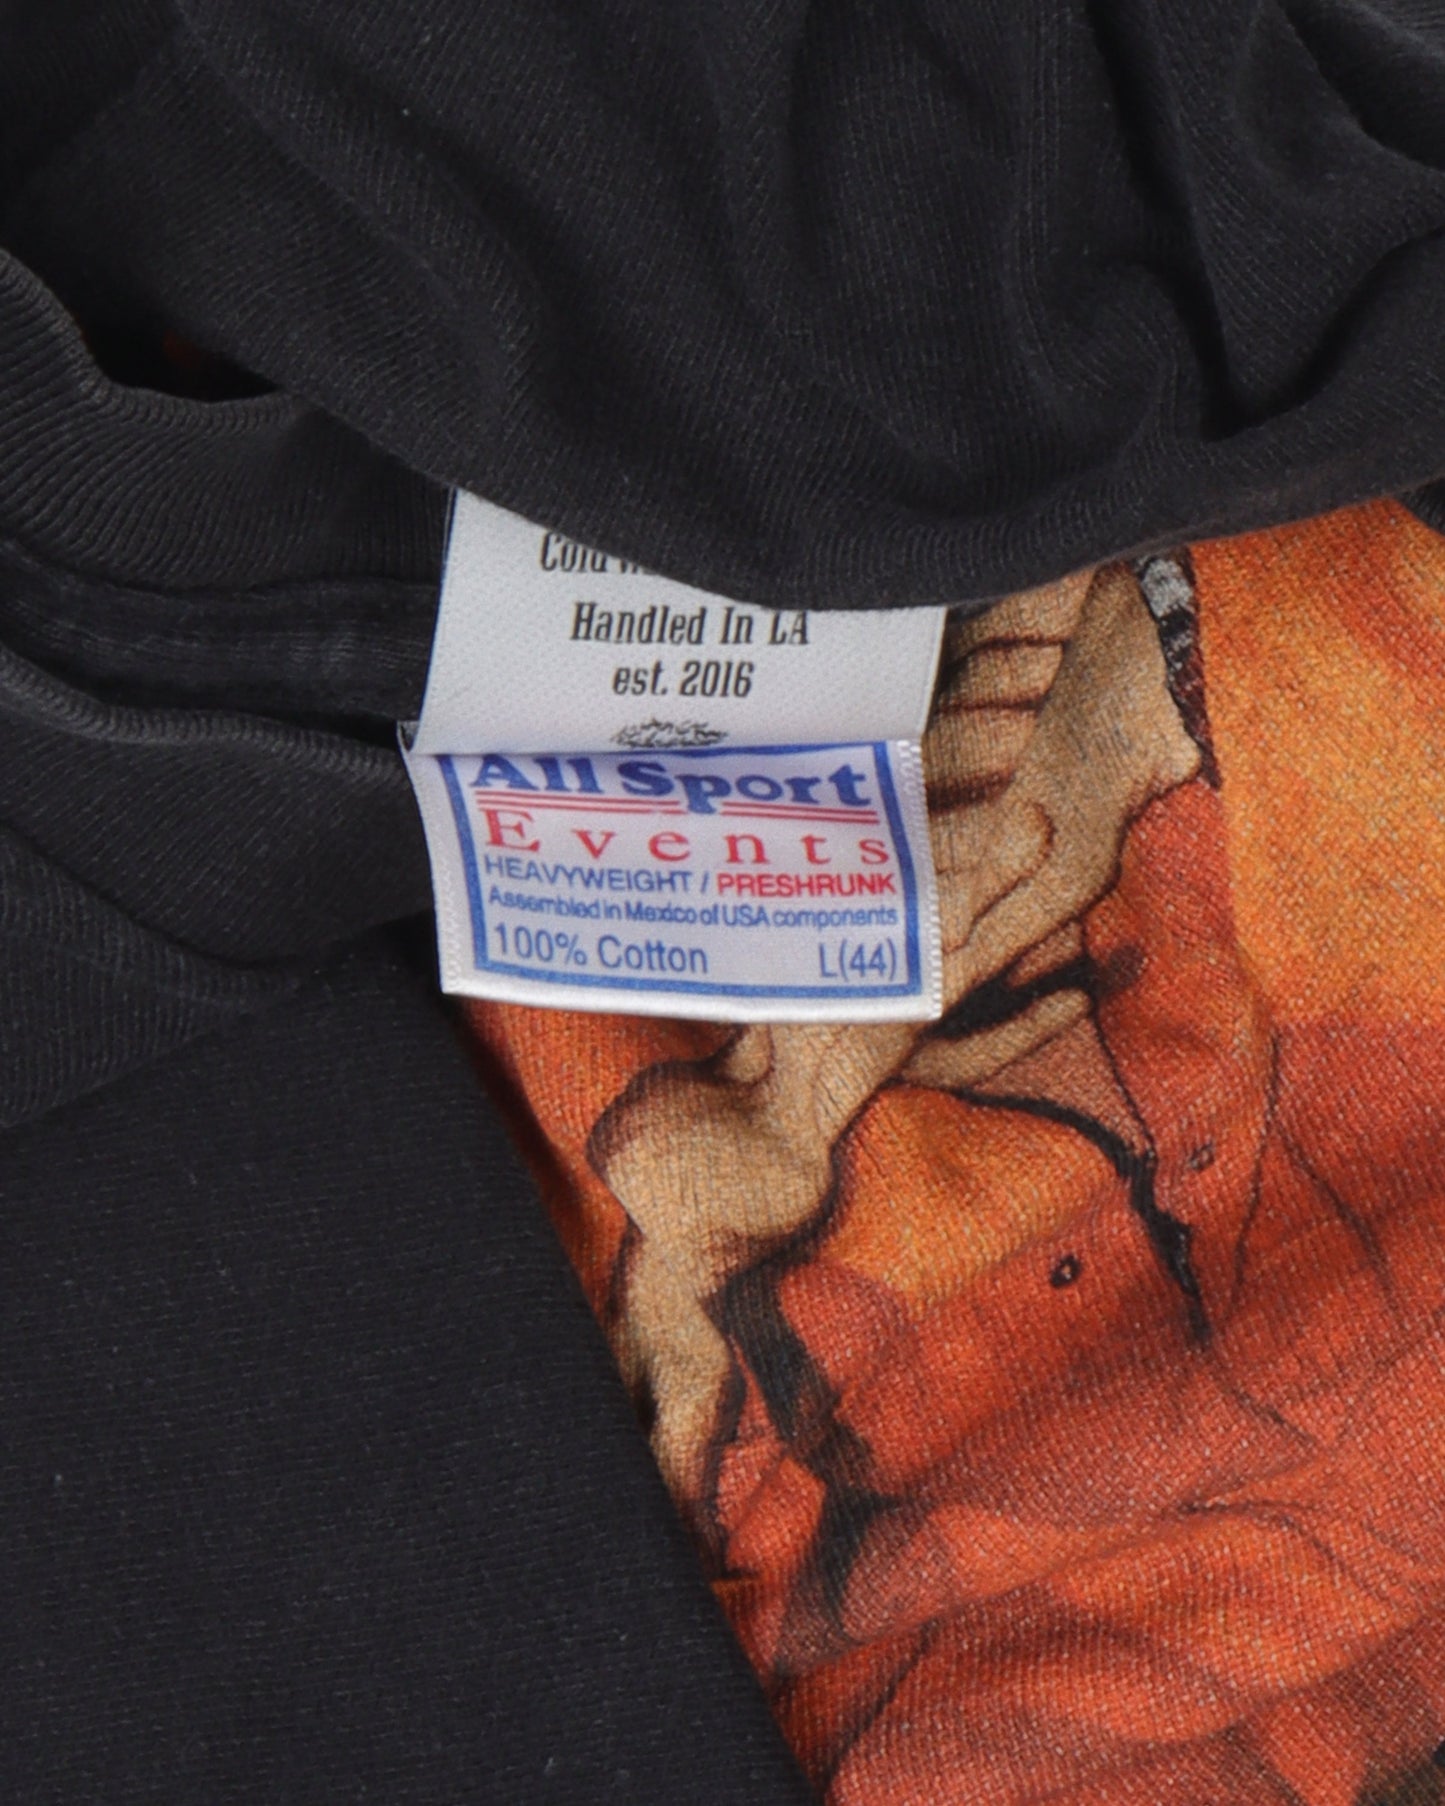 Cold
Handled In LA
est. 2016
All Sport
Events
HEAVYWEIGHT / PRESHRUNK
Assembled in Mexico of USA components
100% Cotton L(44)